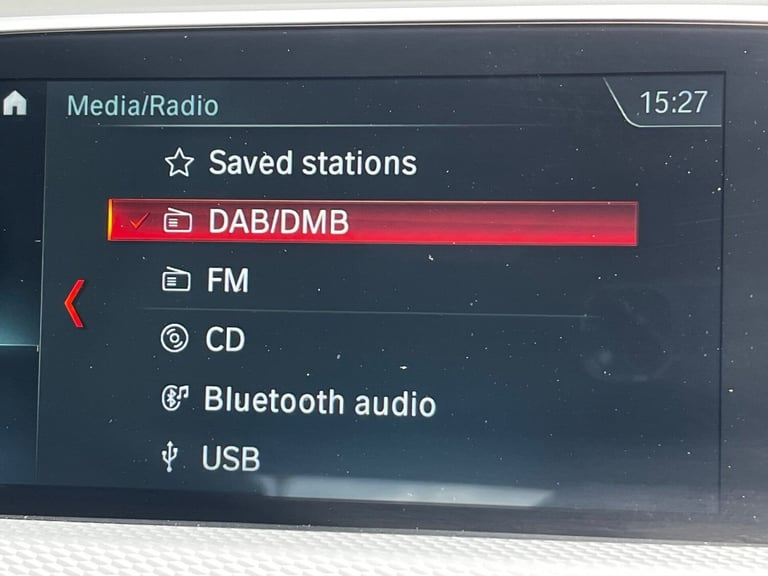 Media/Radio
15:27
Saved stations
DAB/DMB
FM
CD
Bluetooth audio
USB